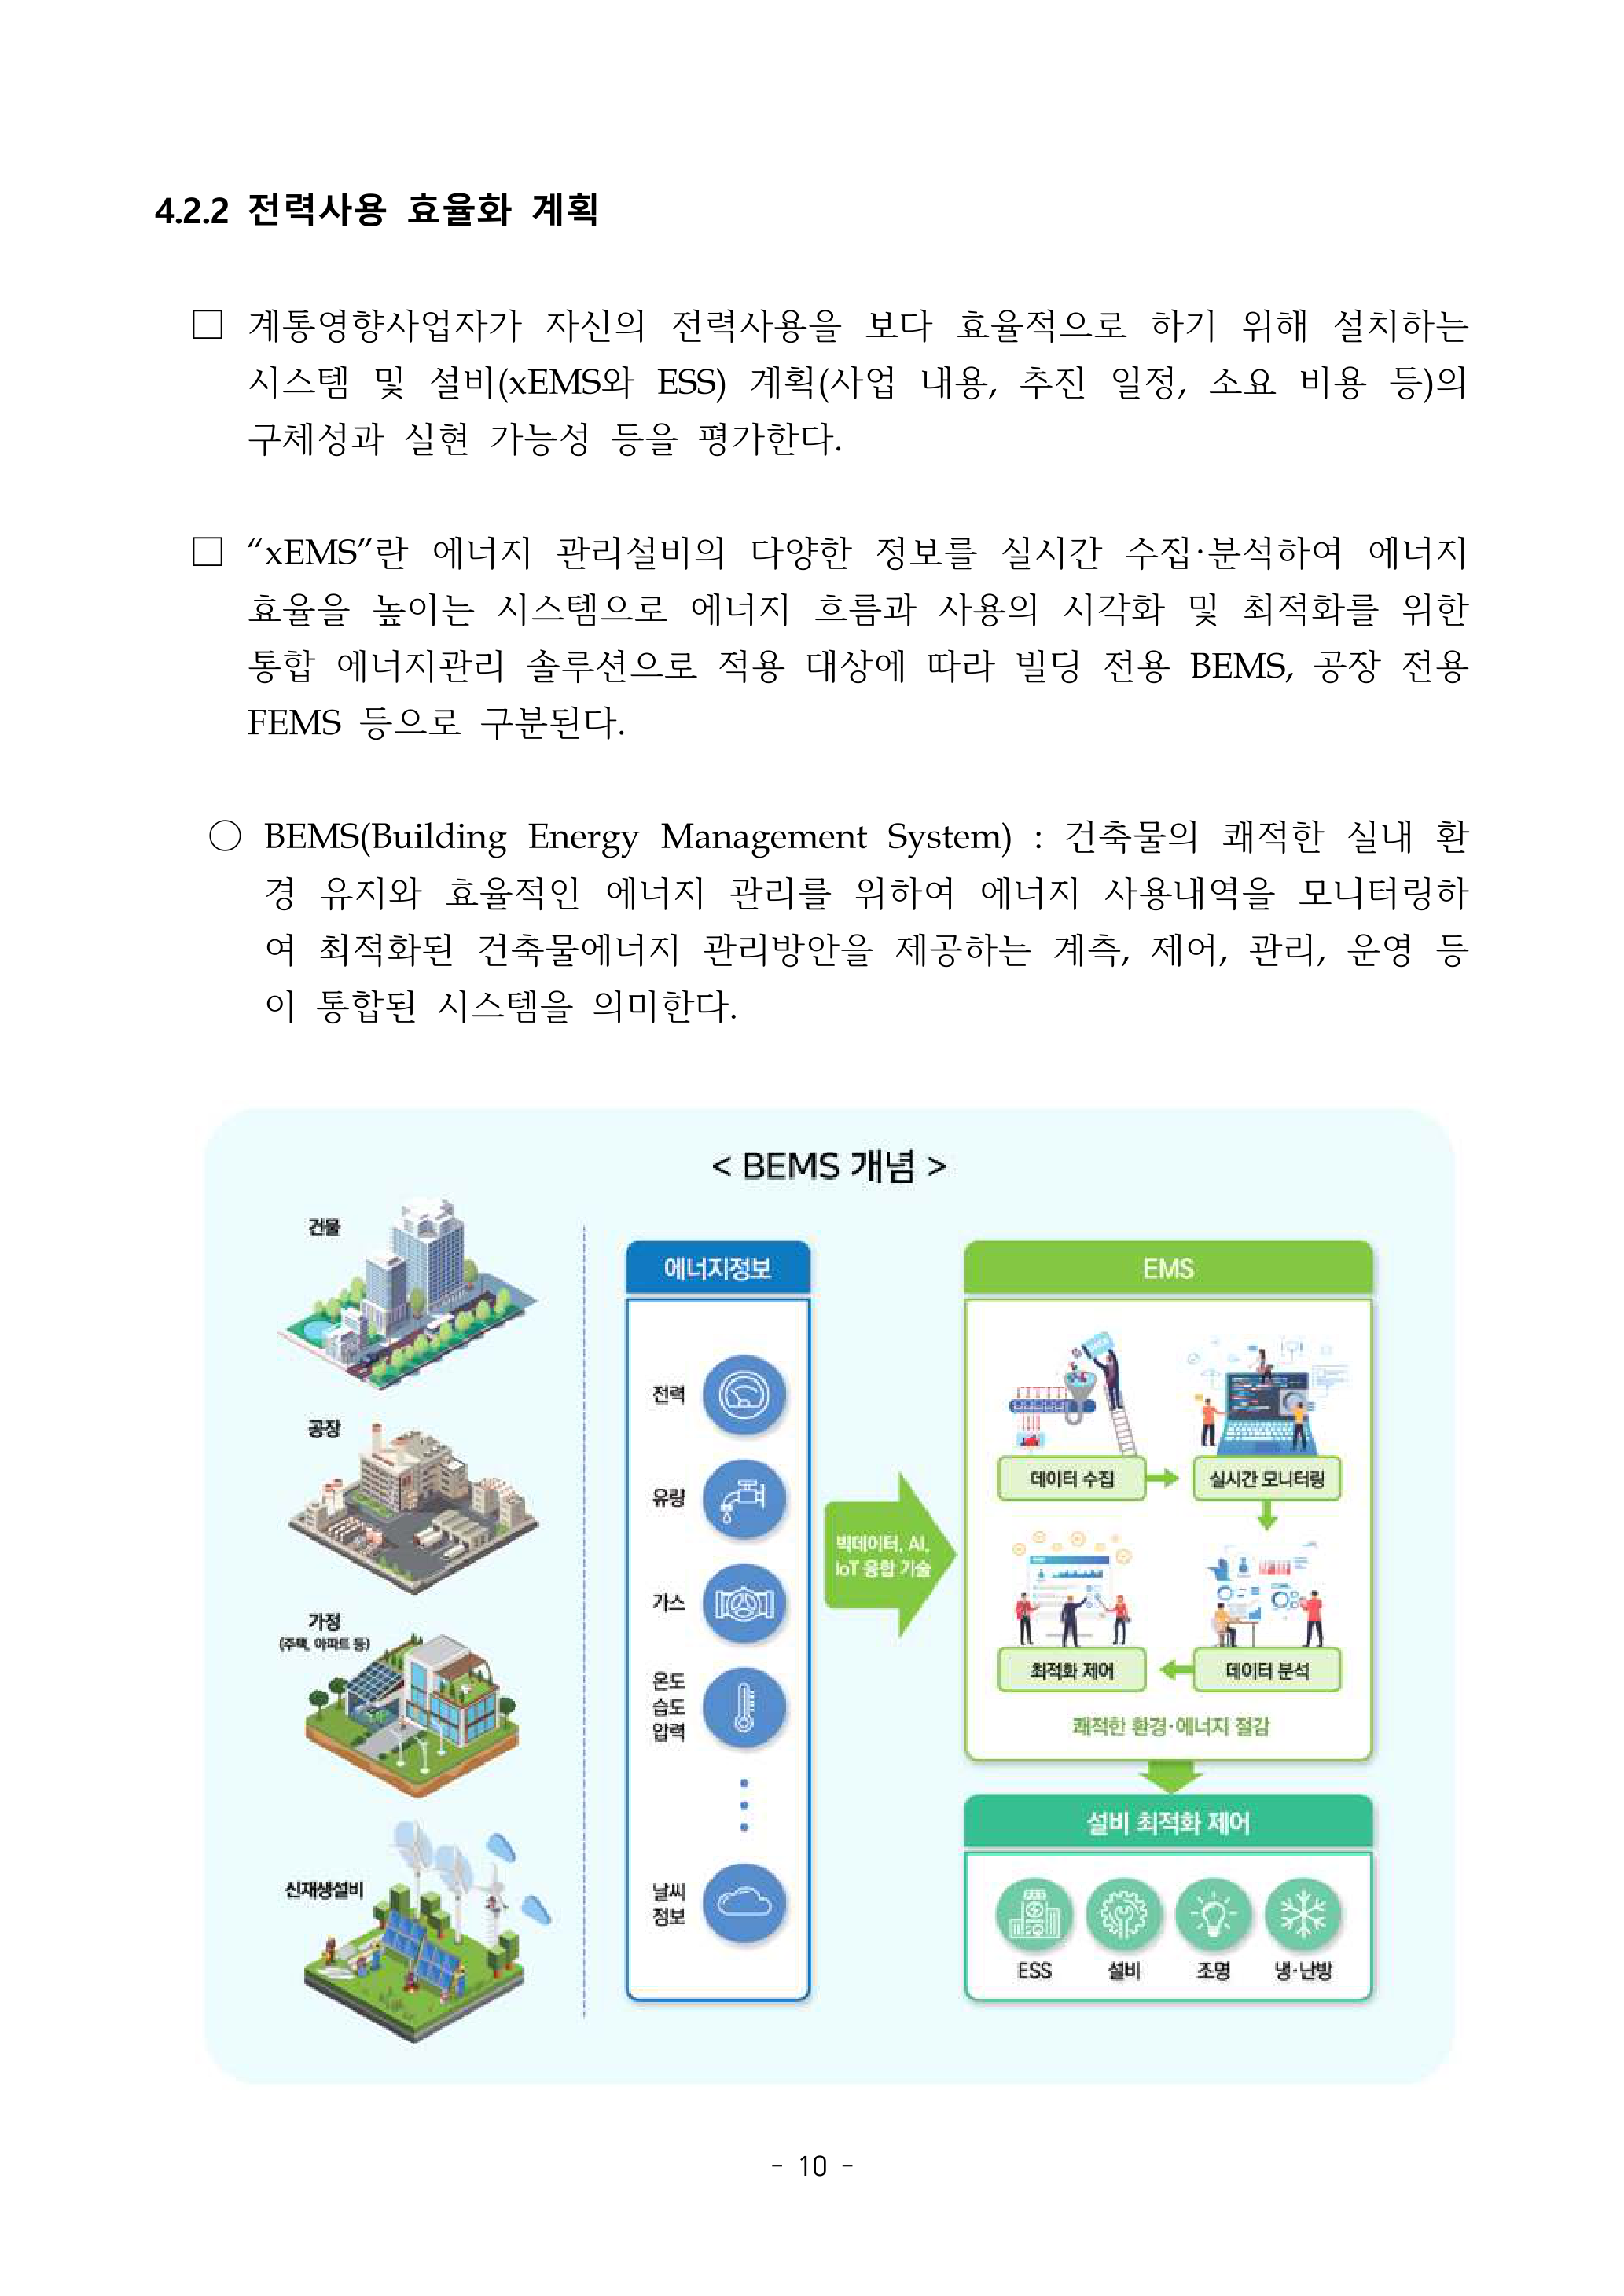 4.2.2 전력사용 효율화 계획
□ 계통영향사업자가 자신의 전력사용을 보다 효율적으로 하기 위해 설치하는
시스템 및 설비(xEMS와 ESS) 계획(사업 내용, 추진 일정, 소요 비용 등)의
구체성과 실현 가능성 등을 평가한다.
□ “xEMS”란 에너지 관리설비의 다양한 정보를 실시간 수집·분석하여 에너지
효율을 높이는 시스템으로 에너지 흐름과 사용의 시각화 및 최적화를 위한
통합 에너지관리 솔루션으로 적용 대상에 따라 빌딩 전용 BEMS, 공장 전용
FEMS 등으로 구분된다.
○ BEMS(Building Energy Management System) : 건축물의 쾌적한 실내 환
경 유지와 효율적인 에너지 관리를 위하여 에너지 사용내역을 모니터링하
여 최적화된 건축물에너지 관리방안을 제공하는 계측, 제어, 관리, 운영 등
이 통합된 시스템을 의미한다.
< BEMS 개념 >
건물
공장
가정
(주택, 아파트 등)
신재생설비
에너지정보
전력
유량
가스
온도
습도
압력
날씨
정보
빅데이터, AI,
IoT 융합 기술
EMS
데이터 수집
실시간 모니터링
최적화 제어
데이터 분석
쾌적한 환경·에너지 절감
설비 최적화 제어
ESS
설비
조명
냉·난방
- 10 -